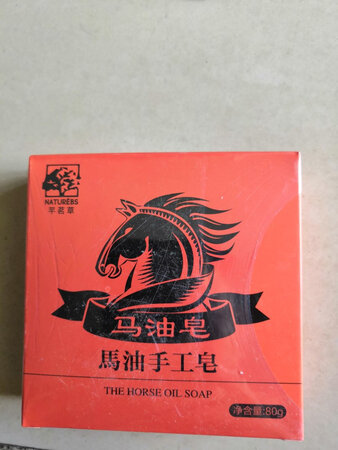 NATUREBS
芊茗草
马油皂
馬油手工皂
THE HORSE OIL SOAP
净含量:80g